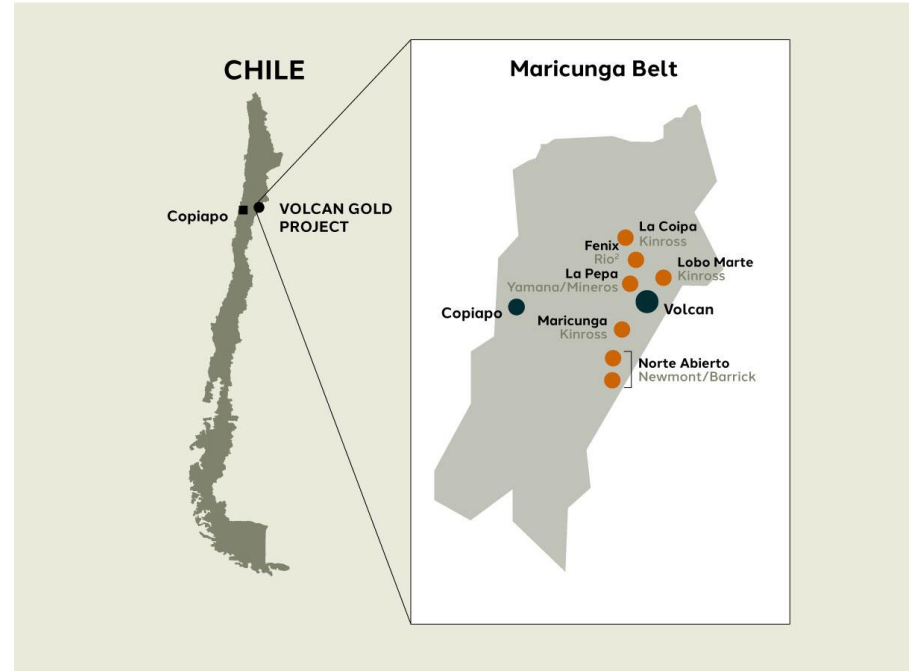 CHILE
Copiapo
VOLCAN GOLD
PROJECT
Maricunga Belt
La Coipa
Kinross
Fenix
Rio²
Lobo Marte
Kinross
La Pepa
Yamana/Mineros
Copiapo
Volcan
Maricunga
Kinross
Norte Abierto
Newmont/Barrick